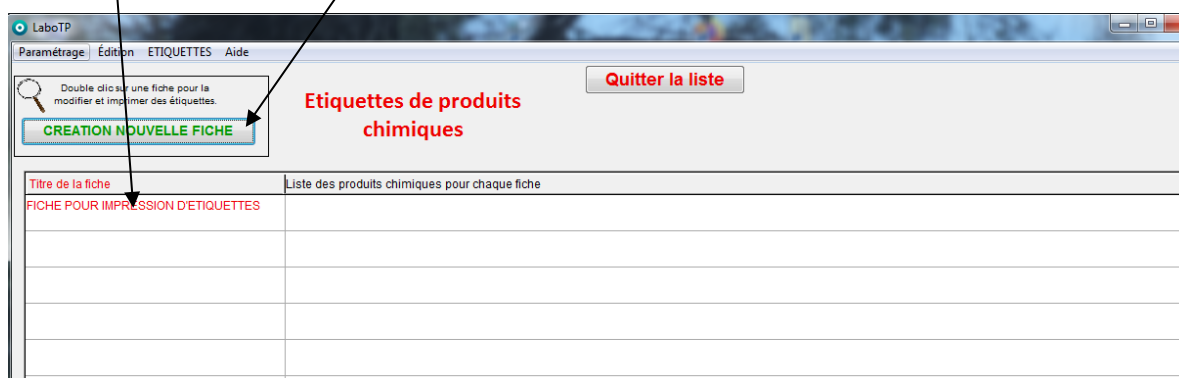 LaboTP
Paramétrage Édition ETIQUETTES Aide
Double clic sur une fiche pour la
modifier et imprimer des étiquettes.
CREATION NOUVELLE FICHE
Etiquettes de produits
chimiques
Quitter la liste
Titre de la fiche Liste des produits chimiques pour chaque fiche
FICHE POUR IMPRESSION D'ETIQUETTES